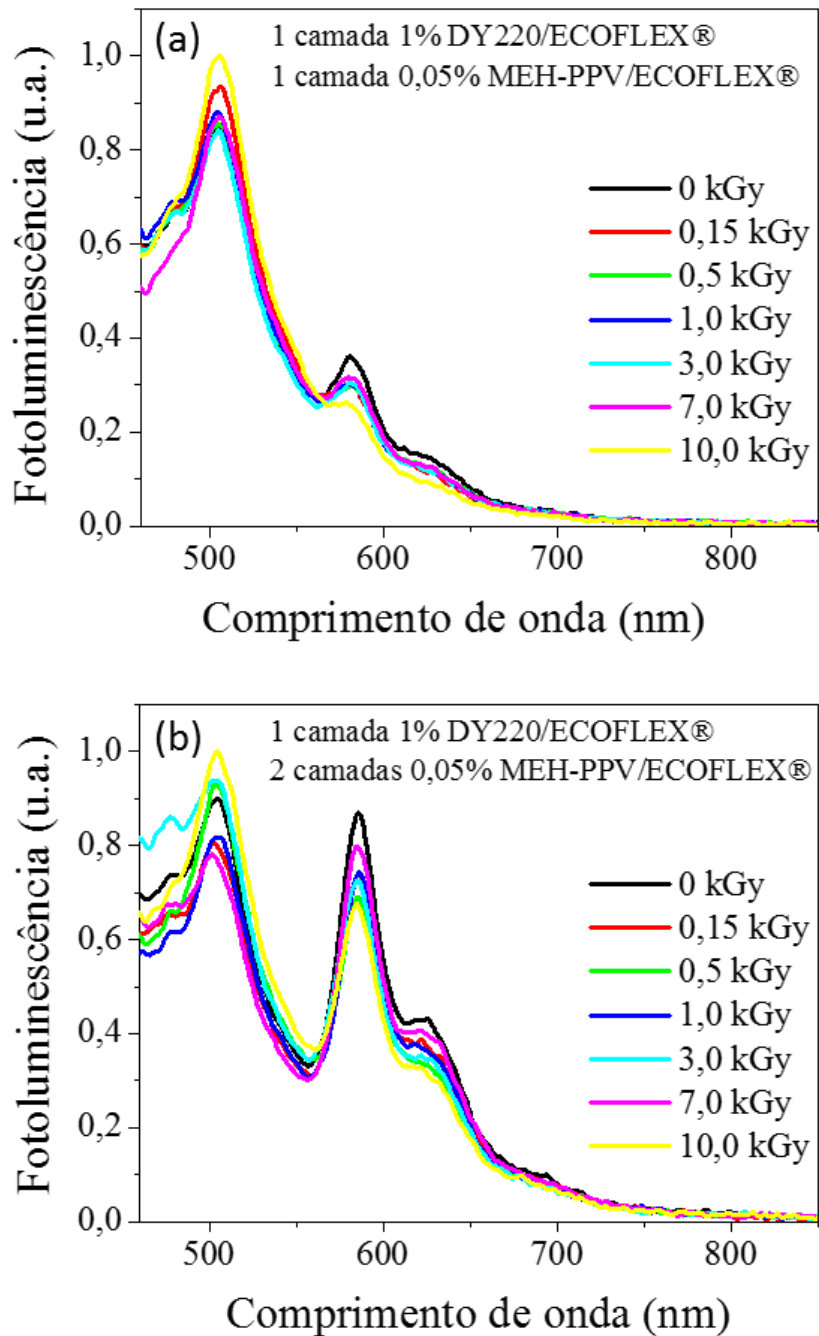 (a)
1 camada 1% DY220/ECOFLEX®
1 camada 0,05% MEH-PPV/ECOFLEX®
Fotoluminescência (u.a.)
1,0
0,8
0,6
0,4
0,2
0,0
0 kGy
0,15 kGy
0,5 kGy
1,0 kGy
3,0 kGy
7,0 kGy
10,0 kGy
500 600 700 800
Comprimento de onda (nm)
(b)
1 camada 1% DY220/ECOFLEX®
2 camadas 0,05% MEH-PPV/ECOFLEX®
Fotoluminescência (u.a.)
1,0
0,8
0,6
0,4
0,2
0,0
0 kGy
0,15 kGy
0,5 kGy
1,0 kGy
3,0 kGy
7,0 kGy
10,0 kGy
500 600 700 800
Comprimento de onda (nm)